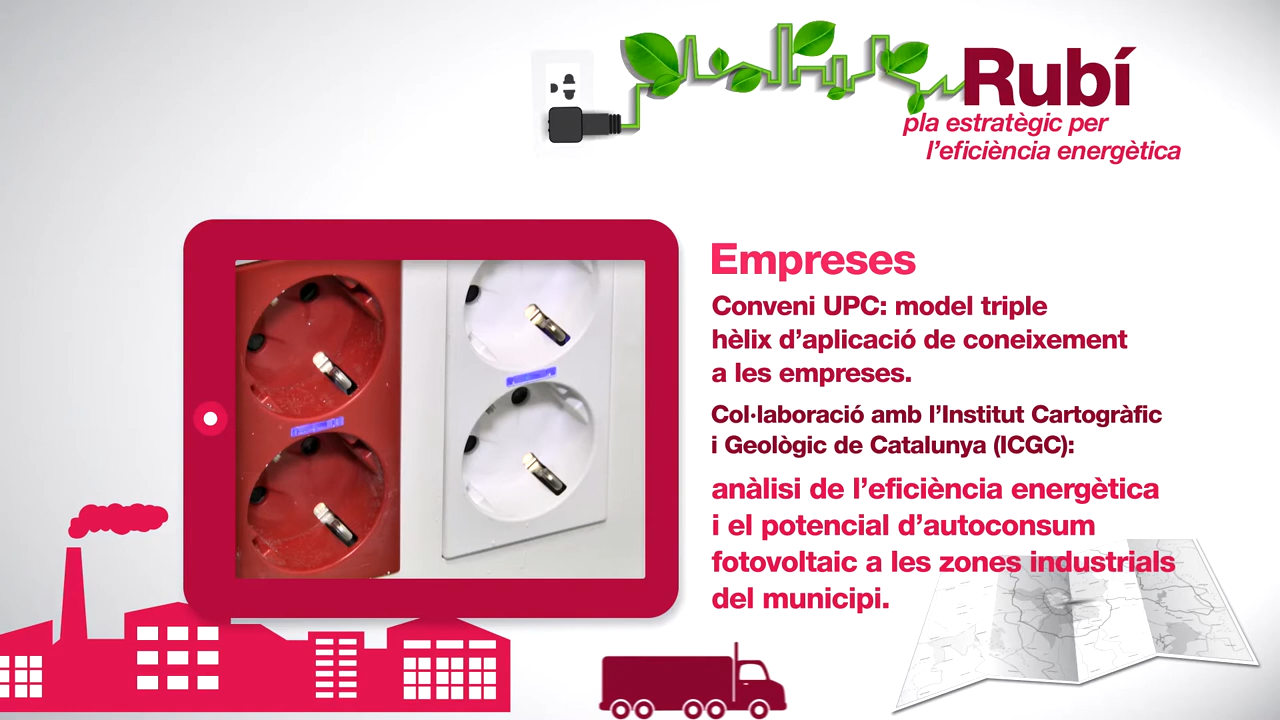 Rubí
pla estratègic per
l’eficiència energètica
Empreses
Conveni UPC: model triple
hèlix d’aplicació de coneixement
a les empreses.
Col·laboració amb l’Institut Cartogràfic
i Geològic de Catalunya (ICGC):
anàlisi de l’eficiència energètica
i el potencial d’autoconsum
fotovoltaic a les zones industrials
del municipi.